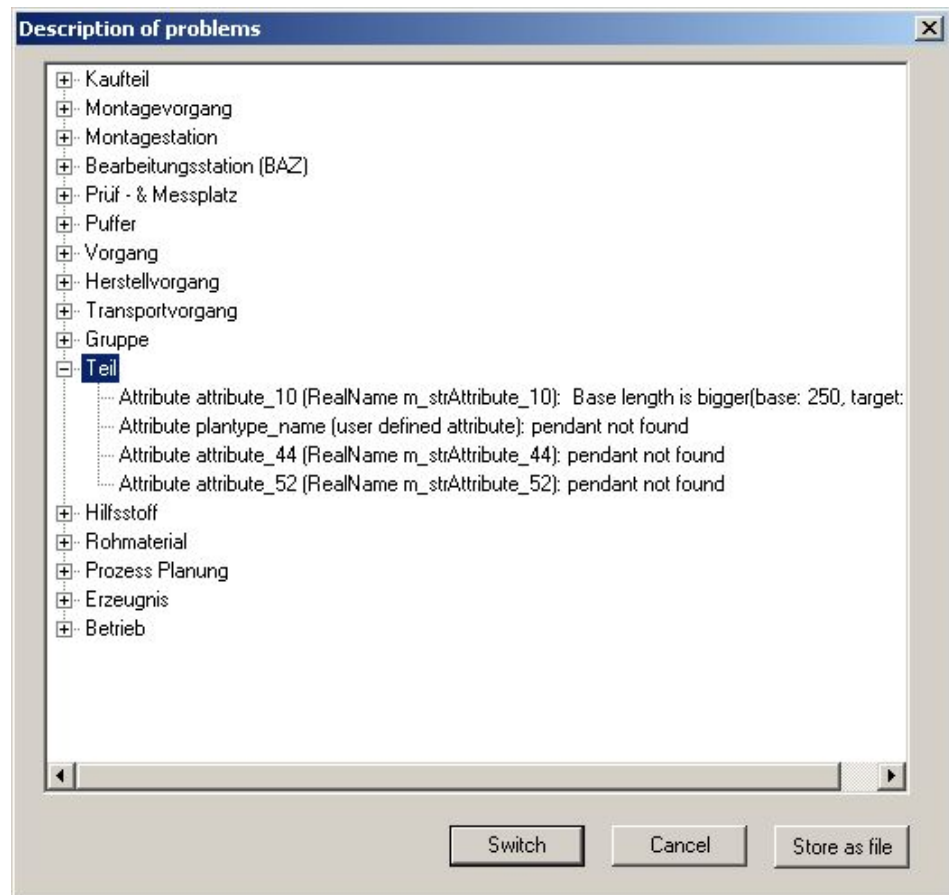 Description of problems
Kaufteil
Montagevorgang
Montagestation
Bearbeitungsstation (BAZ)
Prüf - & Messplatz
Puffer
Vorgang
Herstellvorgang
Transportvorgang
Gruppe
Teil
Attribute attribute_10 (RealName m_strAttribute_10):  Base length is bigger(base: 250, target:
Attribute plantype_name (user defined attribute): pendant not found
Attribute attribute_44 (RealName m_strAttribute_44): pendant not found
Attribute attribute_52 (RealName m_strAttribute_52): pendant not found
Hilfsstoff
Rohmaterial
Prozess Planung
Erzeugnis
Betrieb
Switch Cancel Store as file